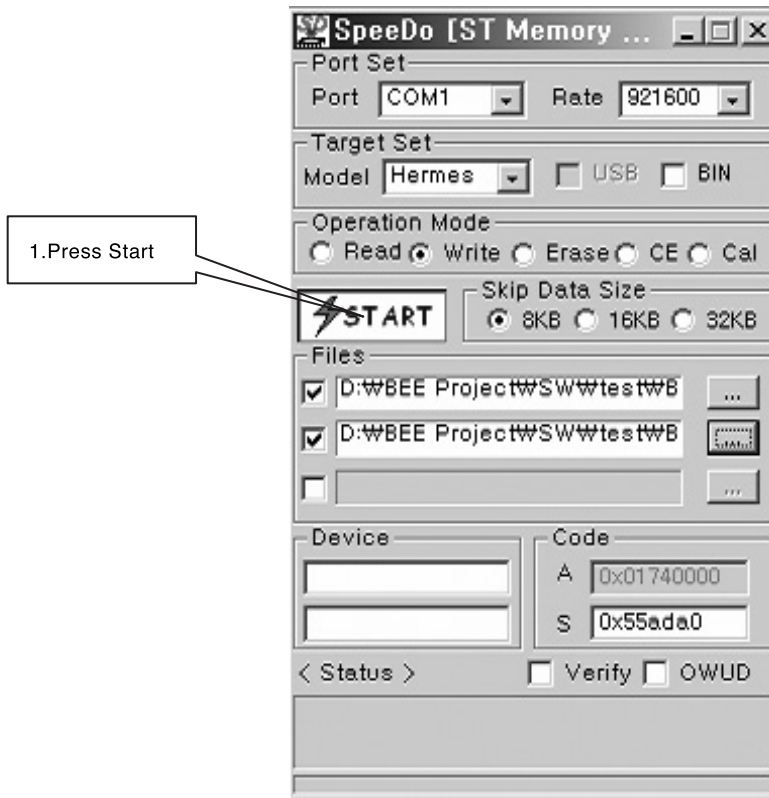 SpeeDo [ST Memory ...
Port Set
Port COM1 Rate 921600
Target Set
Model Hermes USB BIN
Operation Mode
Read Write Erase CE Cal
1.Press Start
START
Skip Data Size
8KB 16KB 32KB
Files
D:₩BEE Project₩SW₩test₩B ...
D:₩BEE Project₩SW₩test₩B ...
...
Device
Code
A 0x01740000
S 0x55ada0
< Status > Verify OWUD